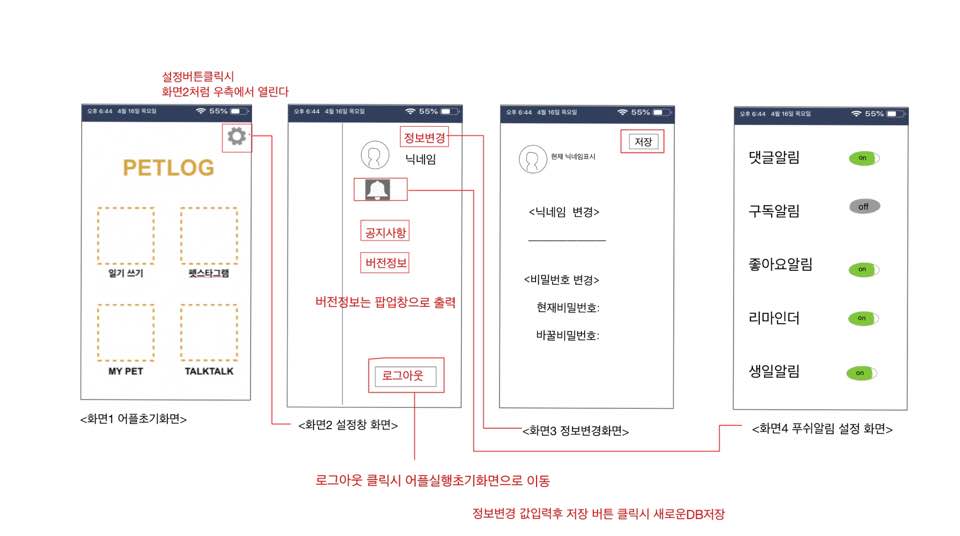 설정버튼클릭시
화면2처럼 우측에서 열린다
오후 6:44 4월 16일 목요일 55%
PETLOG
일기 쓰기
펫스타그램
MY PET
TALKTALK
<화면1 어플초기화면>
오후 6:44 4월 16일 목요일 55%
정보변경
닉네임
공지사항
버전정보
버전정보는 팝업창으로 출력
로그아웃
<화면2 설정창 화면>
로그아웃 클릭시 어플실행초기화면으로 이동
오후 6:44 4월 16일 목요일 55%
저장
현재 닉네임표시
<닉네임 변경>
<비밀번호 변경>
현재비밀번호:
바꿀비밀번호:
<화면3 정보변경화면>
정보변경 값입력후 저장 버튼 클릭시 새로운DB저장
오후 6:44 4월 16일 목요일 55%
댓글알림 on
구독알림 off
좋아요알림 on
리마인더 on
생일알림 on
<화면4 푸쉬알림 설정 화면>